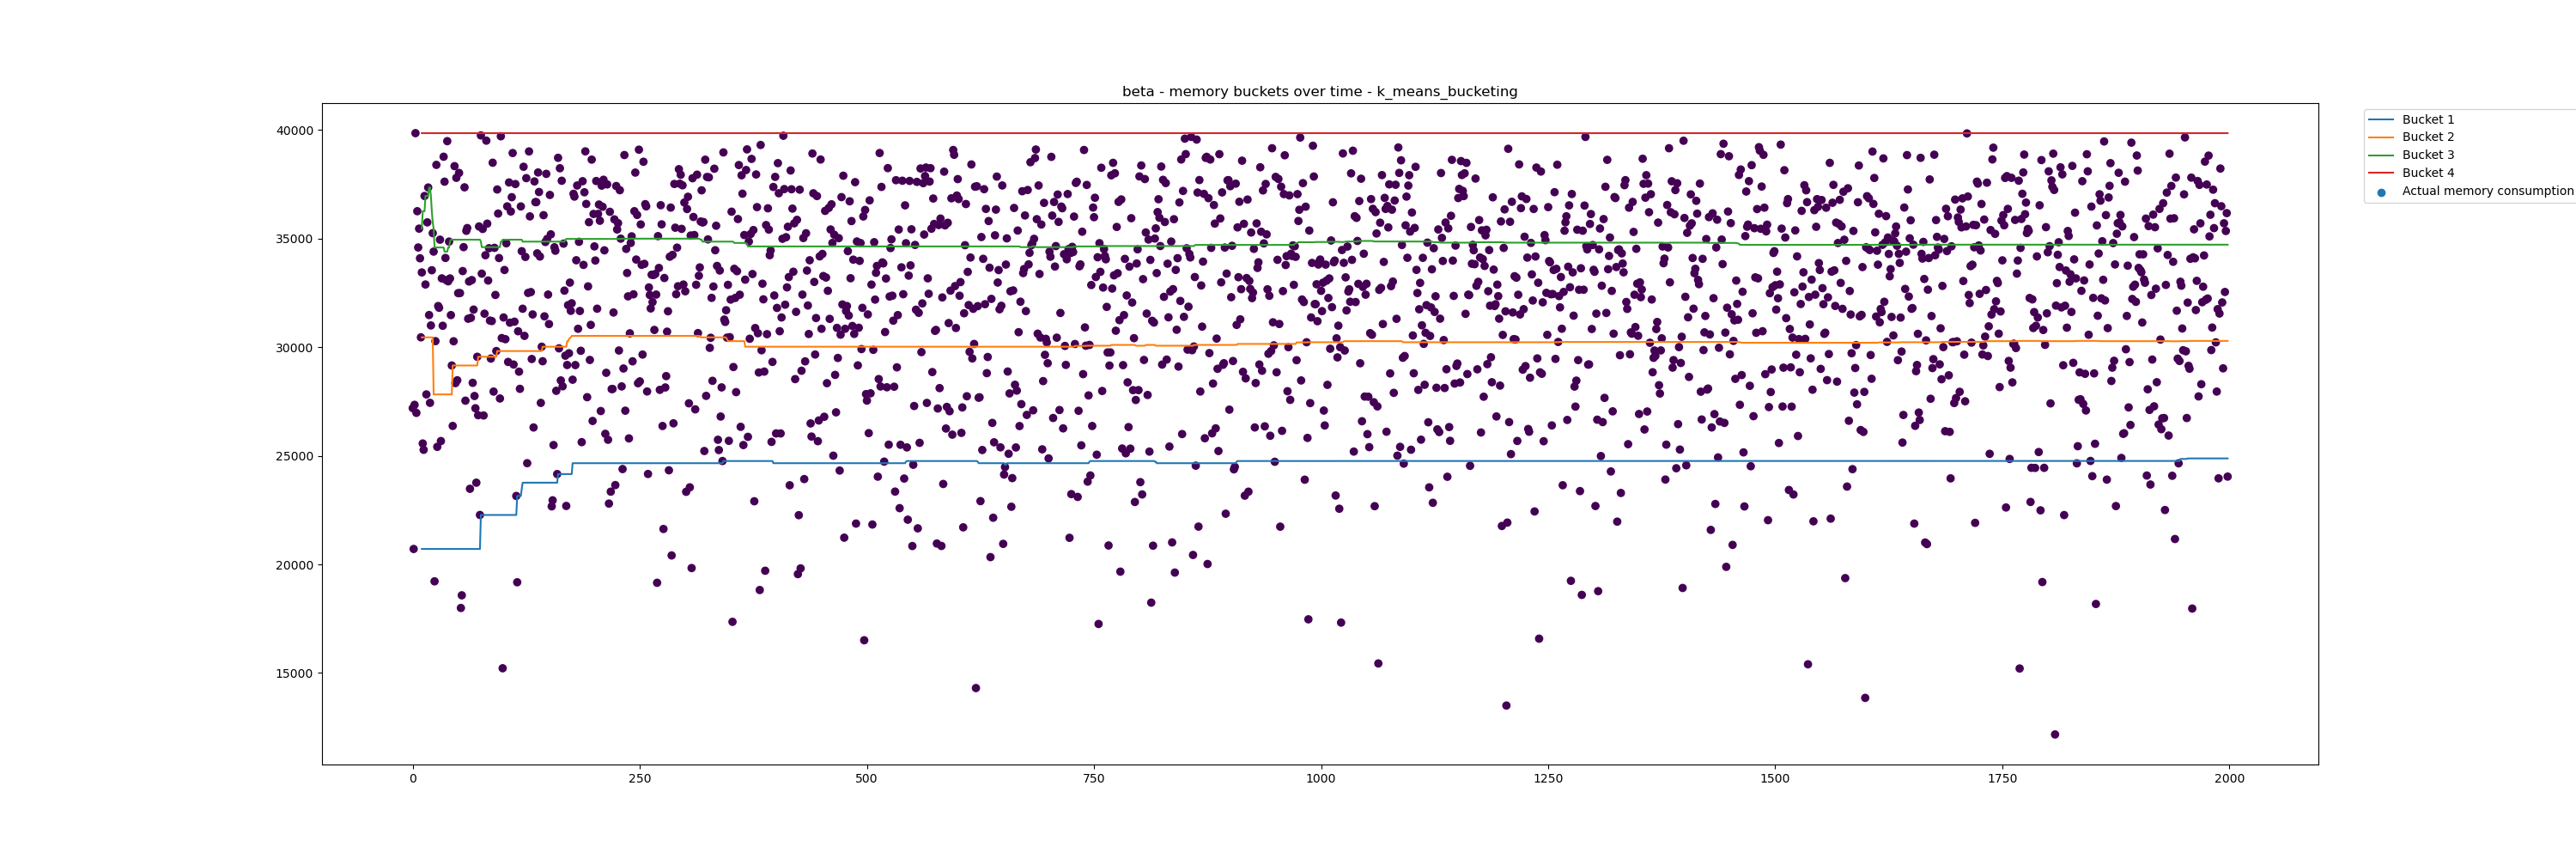 beta - memory buckets over time - k_means_bucketing
40000
35000
30000
25000
20000
15000
0 250 500 750 1000 1250 1500 1750 2000
Bucket 1
Bucket 2
Bucket 3
Bucket 4
Actual memory consumption